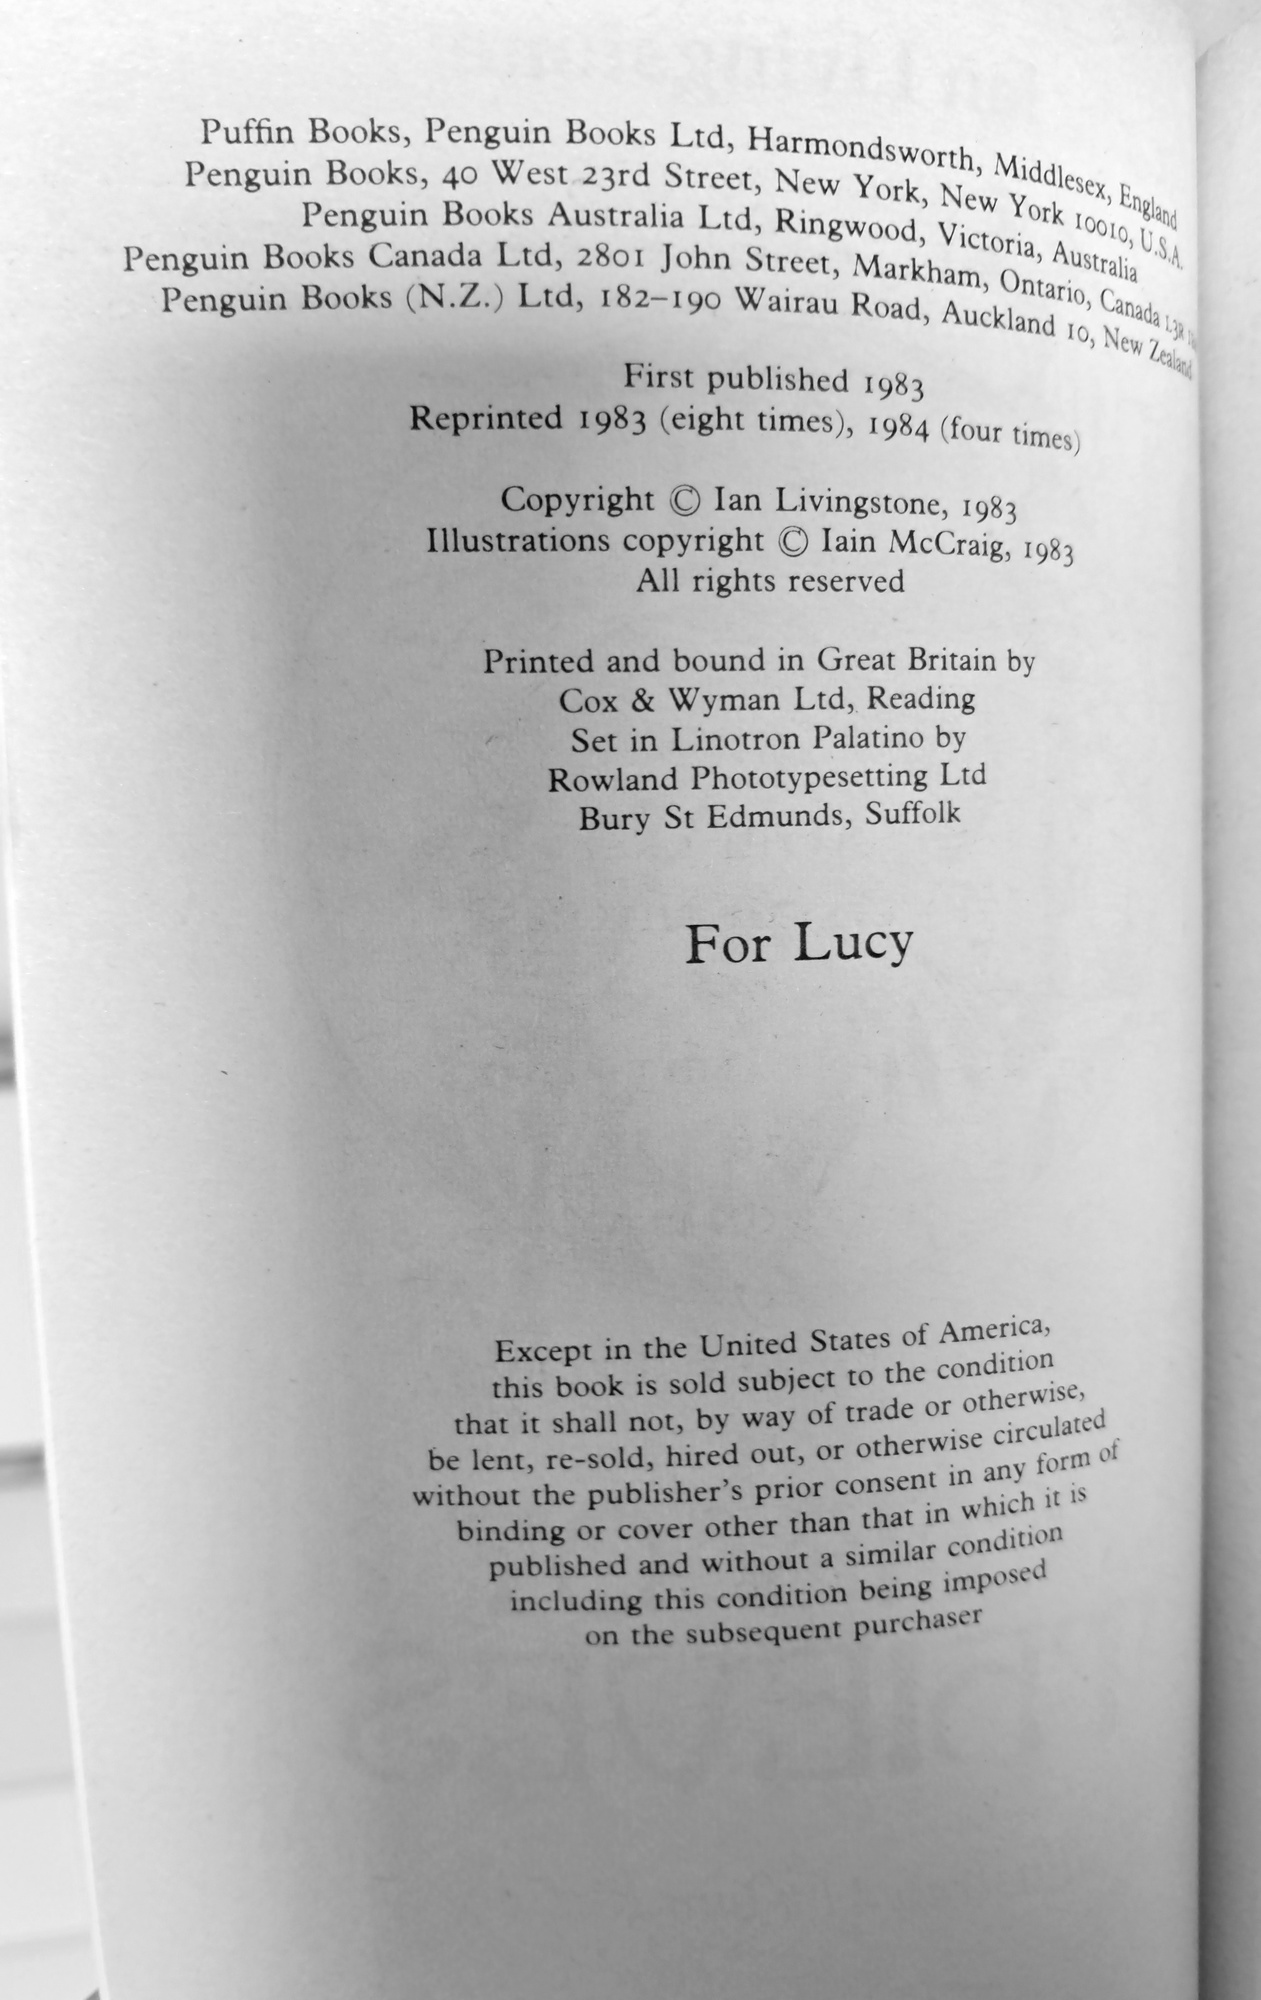 Puffin Books, Penguin Books Ltd, Harmondsworth, Middlesex, England
Penguin Books, 40 West 23rd Street, New York, New York 10010, U.S.A.
Penguin Books Australia Ltd, Ringwood, Victoria, Australia
Penguin Books Canada Ltd, 2801 John Street, Markham, Ontario, Canada L3R
Penguin Books (N.Z.) Ltd, 182–190 Wairau Road, Auckland 10, New Zealand
First published 1983
Reprinted 1983 (eight times), 1984 (four times)
Copyright © Ian Livingstone, 1983
Illustrations copyright © Iain McCraig, 1983
All rights reserved
Printed and bound in Great Britain by
Cox & Wyman Ltd, Reading
Set in Linotron Palatino by
Rowland Phototypesetting Ltd
Bury St Edmunds, Suffolk
For Lucy
Except in the United States of America,
this book is sold subject to the condition
that it shall not, by way of trade or otherwise,
be lent, re-sold, hired out, or otherwise circulated
without the publisher's prior consent in any form of
binding or cover other than that in which it is
published and without a similar condition
including this condition being imposed
on the subsequent purchaser